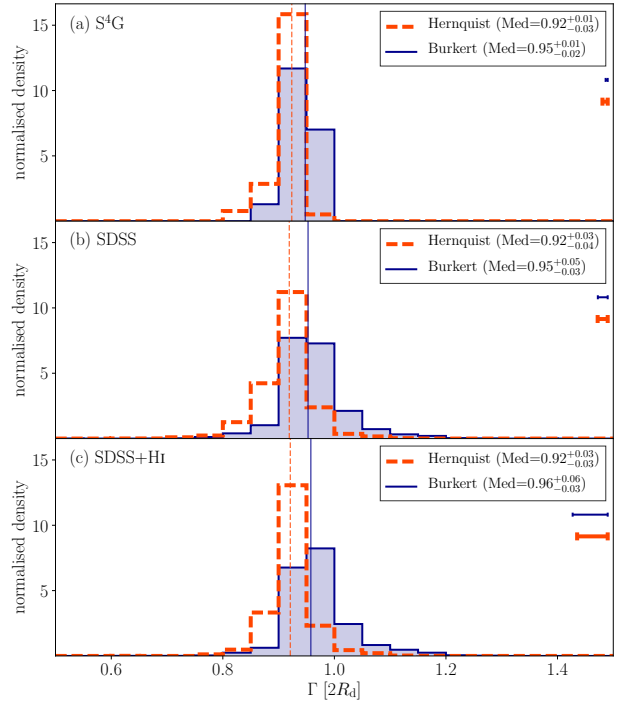 (a) S⁴G
Hernquist (Med=0.92^{+0.01}_{-0.03})
Burkert (Med=0.95^{+0.01}_{-0.02})
15
10
5
normalised density
(b) SDSS
Hernquist (Med=0.92^{+0.03}_{-0.04})
Burkert (Med=0.95^{+0.05}_{-0.03})
15
10
5
normalised density
(c) SDSS+HI
Hernquist (Med=0.92^{+0.03}_{-0.03})
Burkert (Med=0.96^{+0.06}_{-0.03})
15
10
5
normalised density
0.6 0.8 1.0 1.2 1.4
Γ [2R_d]